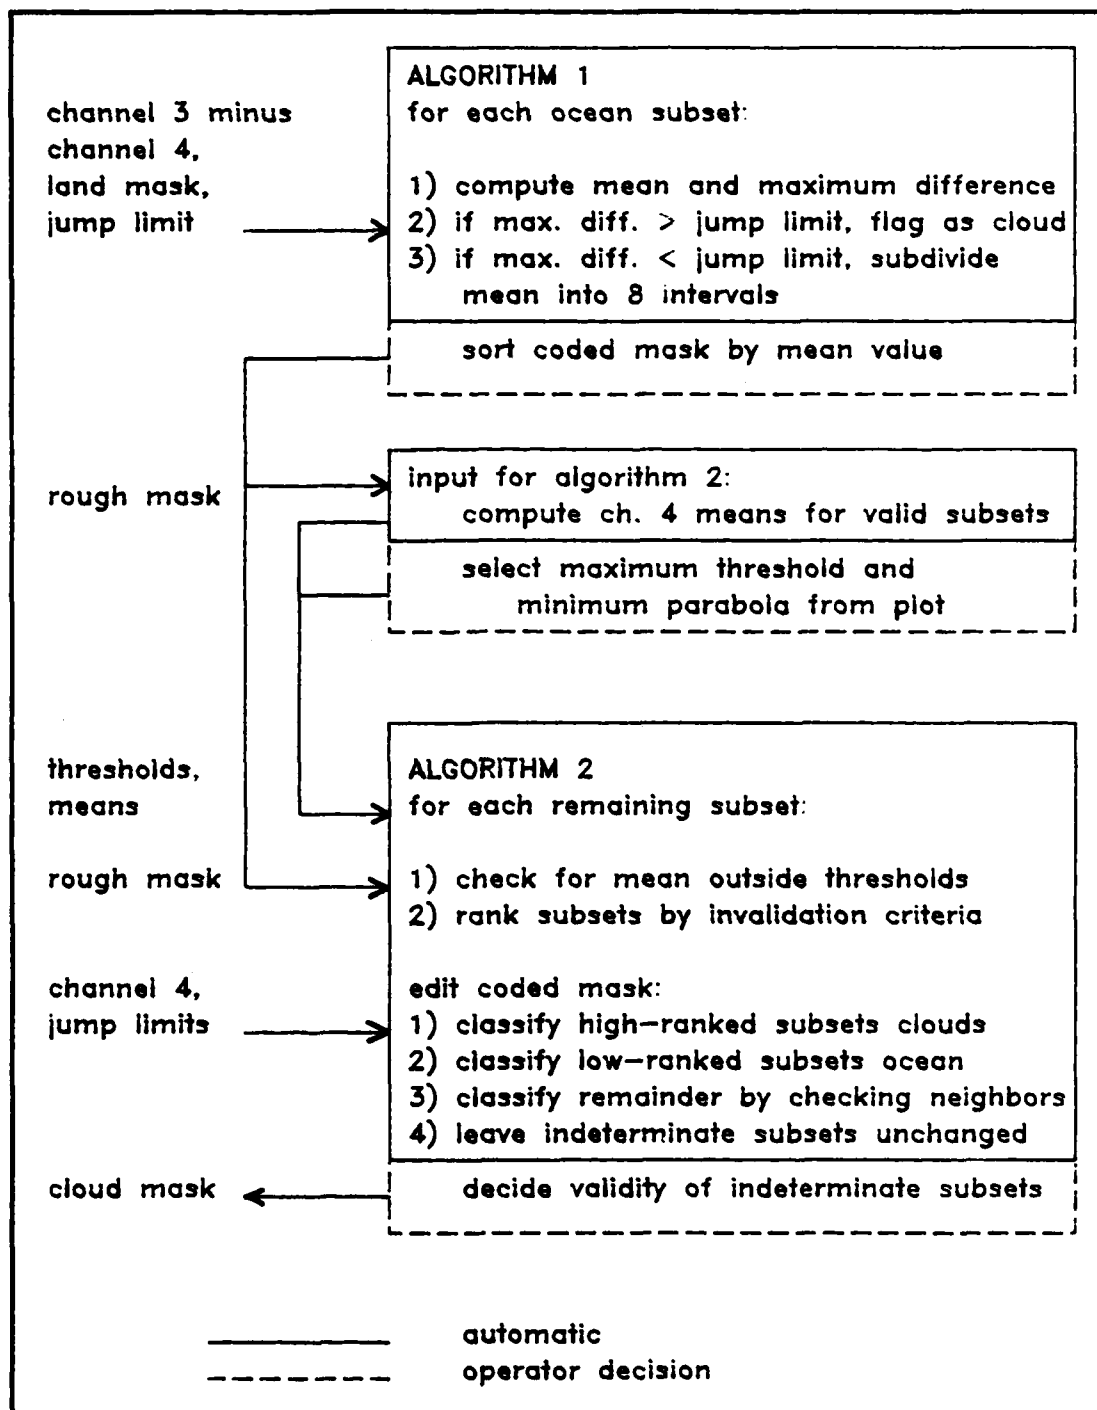 ALGORITHM 1
channel 3 minus
for each ocean subset:
channel 4,
land mask,
1) compute mean and maximum difference
jump limit
2) if max. diff. > jump limit, flag as cloud
3) if max. diff. < jump limit, subdivide
mean into 8 intervals
sort coded mask by mean value
rough mask
input for algorithm 2:
compute ch. 4 means for valid subsets
select maximum threshold and
minimum parabola from plot
thresholds,
means
ALGORITHM 2
for each remaining subset:
rough mask
1) check for mean outside thresholds
2) rank subsets by invalidation criteria
channel 4,
jump limits
edit coded mask:
1) classify high-ranked subsets clouds
2) classify low-ranked subsets ocean
3) classify remainder by checking neighbors
4) leave indeterminate subsets unchanged
cloud mask
decide validity of indeterminate subsets
automatic
operator decision